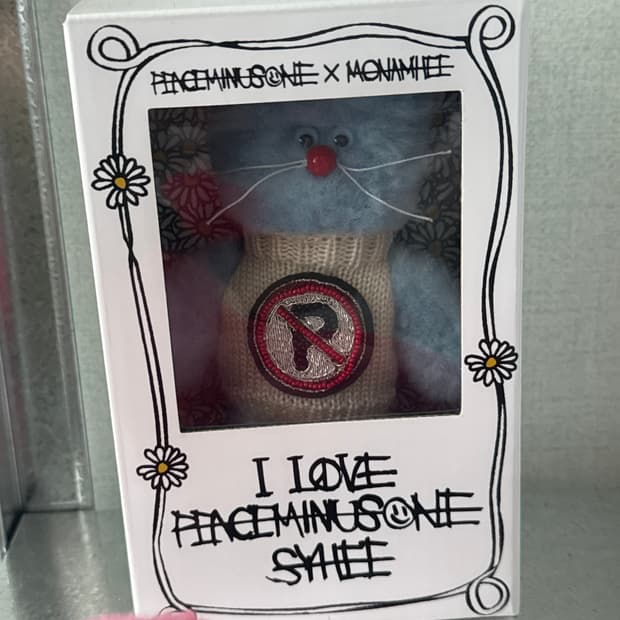 PEACEMINUSONE X MONAMHEE
P
I LOVE
PEACEMINUSONE
SYHEE